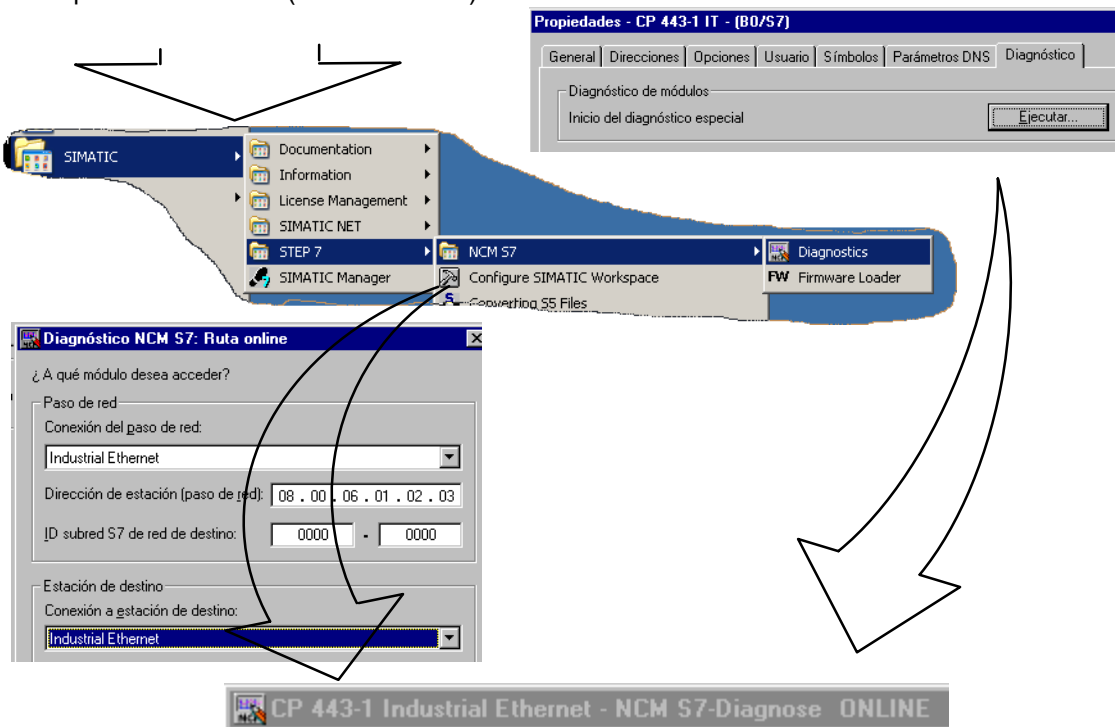 Propiedades - CP 443-1 IT - (B0/S7)
General Direcciones Opciones Usuario Símbolos Parámetros DNS Diagnóstico
Diagnóstico de módulos
Inicio del diagnóstico especial Ejecutar...
SIMATIC
Documentation
Information
License Management
SIMATIC NET
STEP 7
SIMATIC Manager
NCM S7
Configure SIMATIC Workspace
Converting S5 Files
Diagnostics
FW Firmware Loader
Diagnóstico NCM S7: Ruta online
¿ A qué módulo desea acceder?
Paso de red
Conexión del paso de red:
Industrial Ethernet
Dirección de estación (paso de red): 08 . 00 . 06 . 01 . 02 . 03
ID subred S7 de red de destino: 0000 - 0000
Estación de destino
Conexión a estación de destino:
Industrial Ethernet
CP 443-1 Industrial Ethernet - NCM S7-Diagnose ONLINE